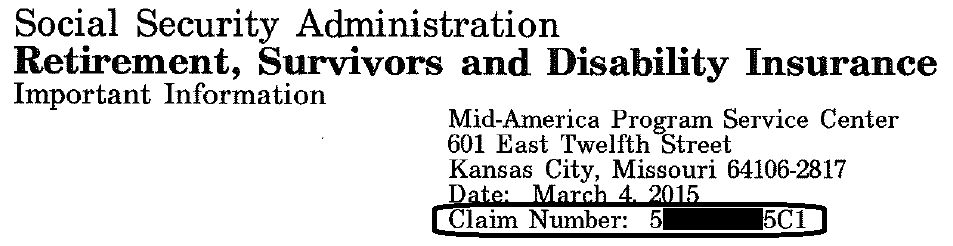 Social Security Administration
Retirement, Survivors and Disability Insurance
Important Information
Mid-America Program Service Center
601 East Twelfth Street
Kansas City, Missouri 64106-2817
Date: March 4, 2015
Claim Number: 5 5C1